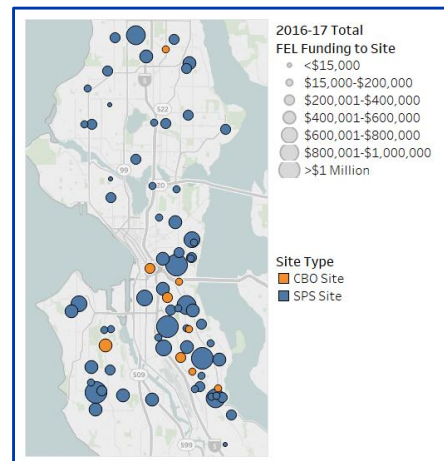 2016-17 Total
FEL Funding to Site
<$15,000
$15,000-$200,000
$200,001-$400,000
$400,001-$600,000
$600,001-$800,000
$800,001-$1,000,000
>$1 Million
Site Type
CBO Site
SPS Site
5
522
99
520
509
599
5